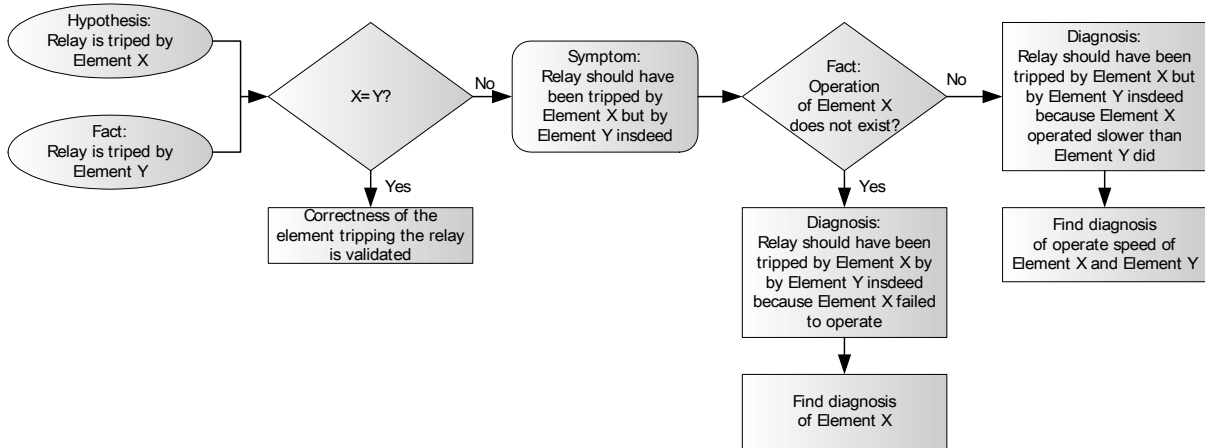 Hypothesis:
Relay is triped by
Element X
Fact:
Relay is triped by
Element Y
X= Y?
No
Yes
Correctness of the
element tripping the relay
is validated
Symptom:
Relay should have
been tripped by
Element X but by
Element Y insdeed
Fact:
Operation
of Element X
does not exist?
No
Yes
Diagnosis:
Relay should have been
tripped by Element X by
by Element Y insdeed
because Element X failed
to operate
Find diagnosis
of Element X
Diagnosis:
Relay should have been
tripped by Element X but
by Element Y insdeed
because Element X
operated slower than
Element Y did
Find diagnosis
of operate speed of
Element X and Element Y